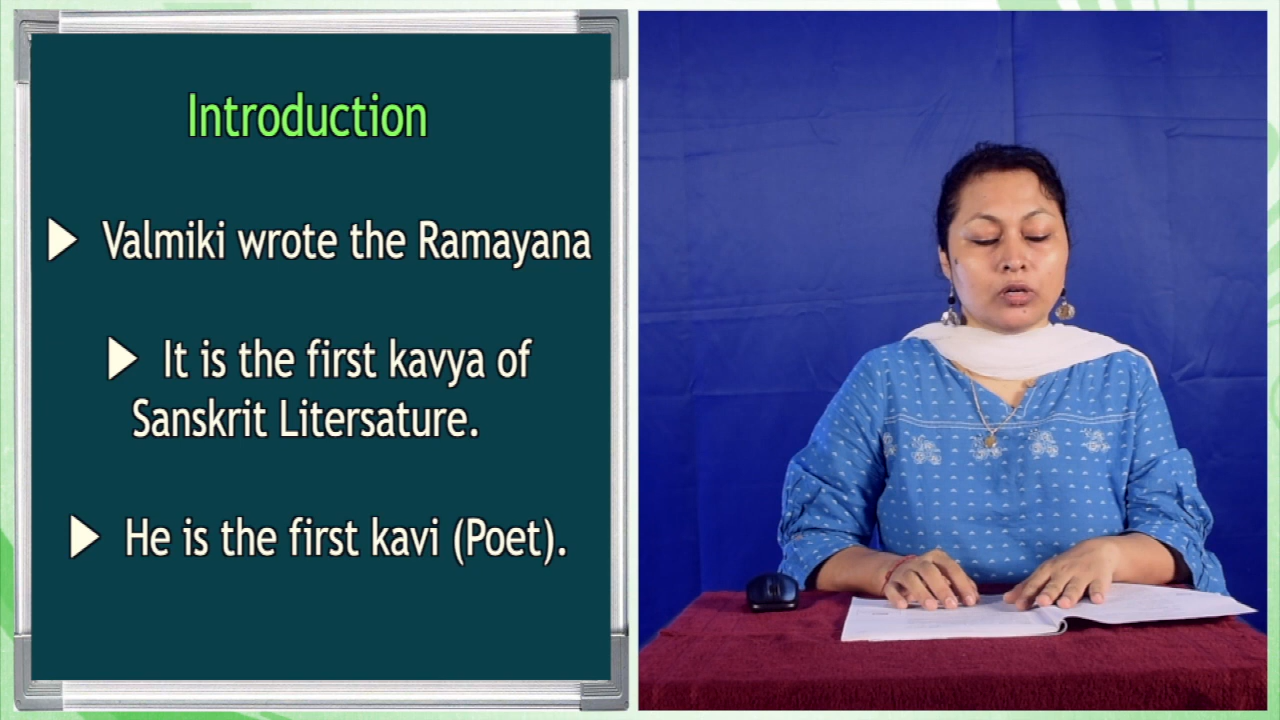 Introduction
▶ Valmiki wrote the Ramayana
▶ It is the first kavya of
Sanskrit Litersature.
▶ He is the first kavi (Poet).